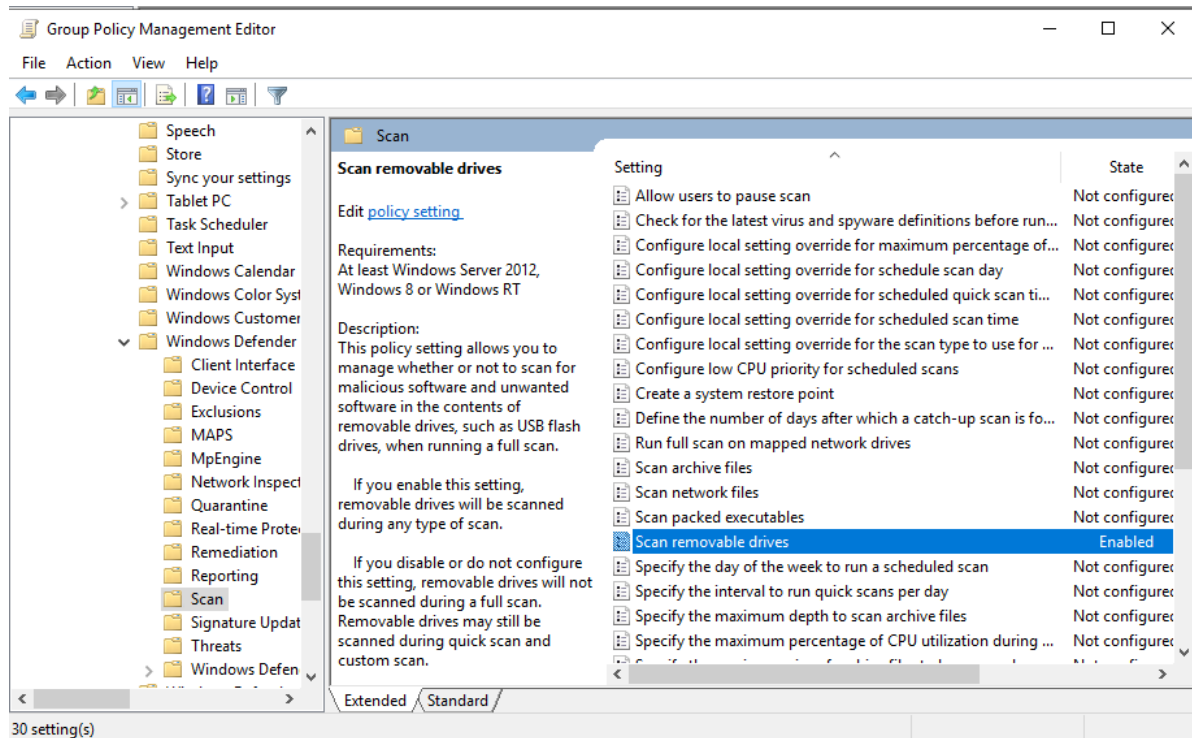 Group Policy Management Editor
File Action View Help
Speech
Store
Sync your settings
Tablet PC
Task Scheduler
Text Input
Windows Calendar
Windows Color Syst
Windows Customer
Windows Defender
Client Interface
Device Control
Exclusions
MAPS
MpEngine
Network Inspect
Quarantine
Real-time Prote
Remediation
Reporting
Scan
Signature Updat
Threats
Windows Defen
Scan
Scan removable drives
Edit policy setting
Requirements:
At least Windows Server 2012,
Windows 8 or Windows RT
Description:
This policy setting allows you to
manage whether or not to scan for
malicious software and unwanted
software in the contents of
removable drives, such as USB flash
drives, when running a full scan.
If you enable this setting,
removable drives will be scanned
during any type of scan.
If you disable or do not configure
this setting, removable drives will not
be scanned during a full scan.
Removable drives may still be
scanned during quick scan and
custom scan.
Setting State
Allow users to pause scan Not configured
Check for the latest virus and spyware definitions before run... Not configured
Configure local setting override for maximum percentage of... Not configured
Configure local setting override for schedule scan day Not configured
Configure local setting override for scheduled quick scan ti... Not configured
Configure local setting override for scheduled scan time Not configured
Configure local setting override for the scan type to use for ... Not configured
Configure low CPU priority for scheduled scans Not configured
Create a system restore point Not configured
Define the number of days after which a catch-up scan is fo... Not configured
Run full scan on mapped network drives Not configured
Scan archive files Not configured
Scan network files Not configured
Scan packed executables Not configured
Scan removable drives Enabled
Specify the day of the week to run a scheduled scan Not configured
Specify the interval to run quick scans per day Not configured
Specify the maximum depth to scan archive files Not configured
Specify the maximum percentage of CPU utilization during ... Not configured
Extended Standard
30 setting(s)